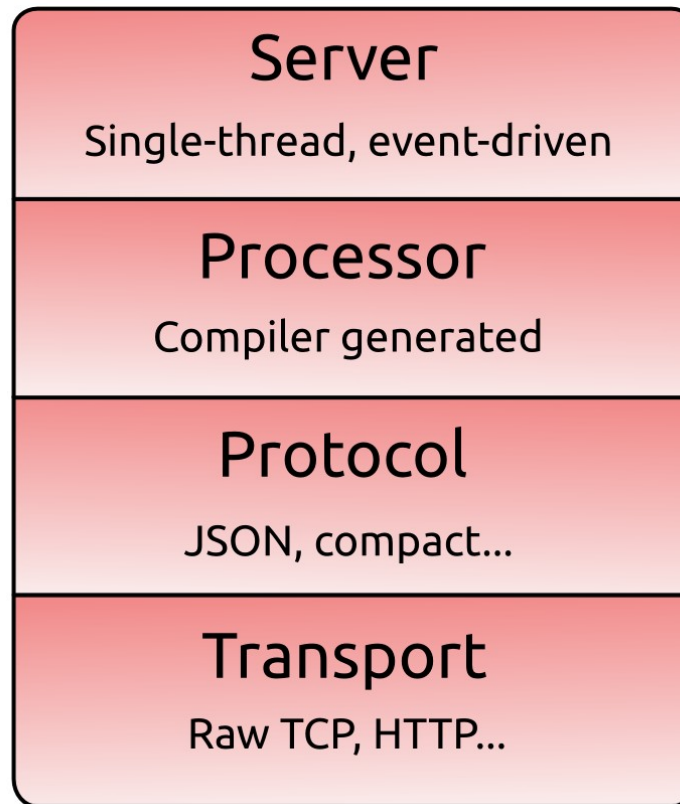 Server
Single-thread, event-driven
Processor
Compiler generated
Protocol
JSON, compact...
Transport
Raw TCP, HTTP...